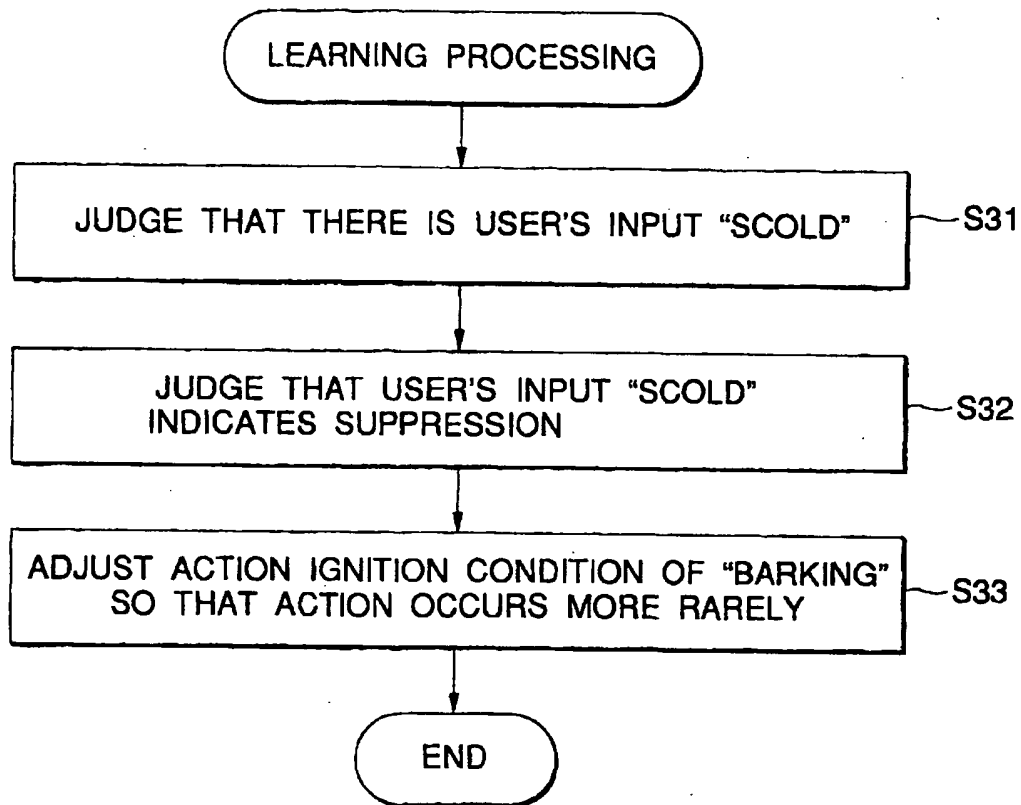 LEARNING PROCESSING
JUDGE THAT THERE IS USER'S INPUT “SCOLD”
S31
JUDGE THAT USER'S INPUT “SCOLD”
INDICATES SUPPRESSION
S32
ADJUST ACTION IGNITION CONDITION OF “BARKING”
SO THAT ACTION OCCURS MORE RARELY
S33
END